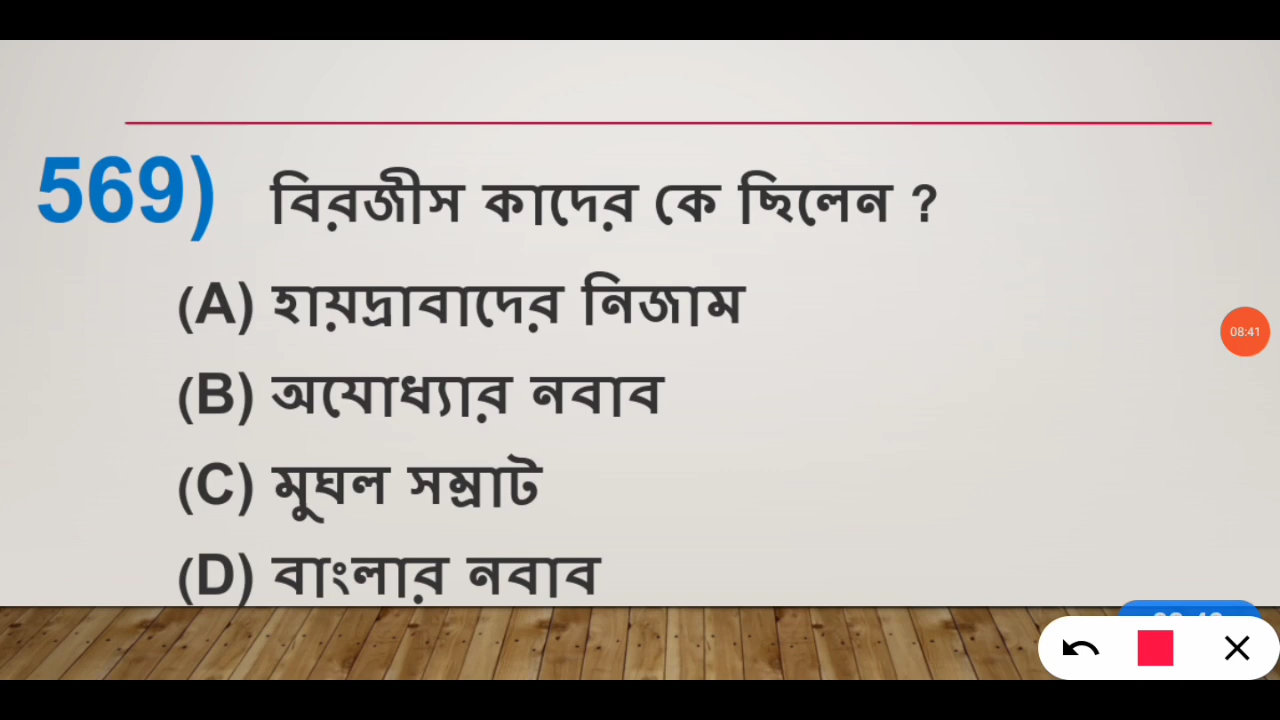 569) বিরজীস কাদের কে ছিলেন ?
(A) হায়দ্রাবাদের নিজাম
(B) অযোধ্যার নবাব
(C) মুঘল সম্রাট
(D) বাংলার নবাব
08:41